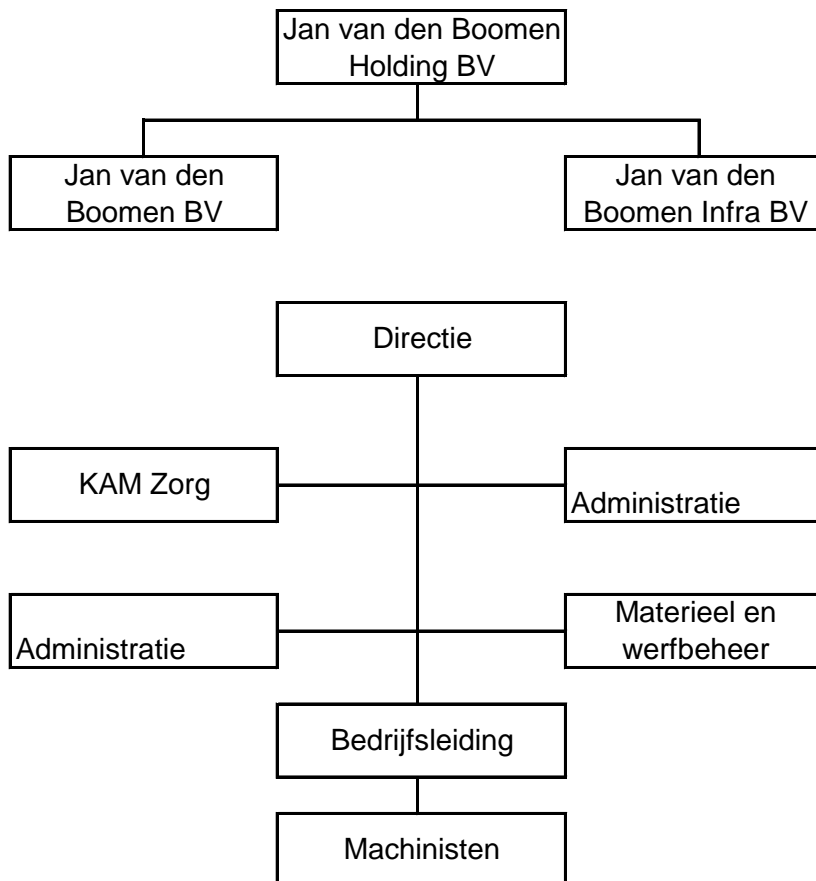 Jan van den Boomen
Holding BV
Jan van den
Boomen BV
Jan van den
Boomen Infra BV
Directie
KAM Zorg
Administratie
Administratie
Materieel en
werfbeheer
Bedrijfsleiding
Machinisten